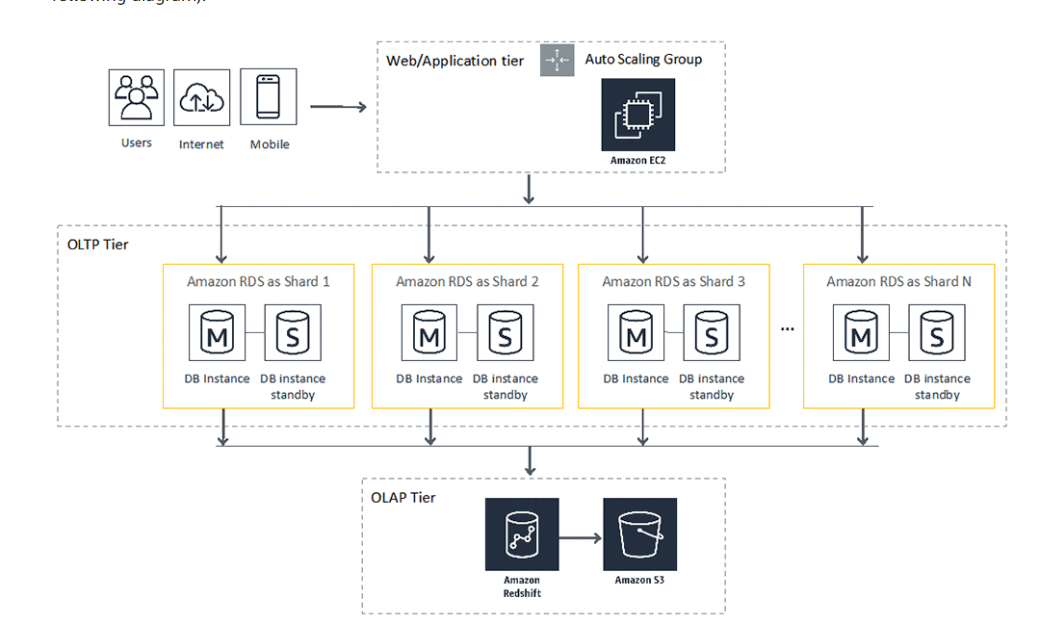 following diagram).
Web/Application tier
Auto Scaling Group
Users
Internet
Mobile
Amazon EC2
OLTP Tier
Amazon RDS as Shard 1
Amazon RDS as Shard 2
Amazon RDS as Shard 3
Amazon RDS as Shard N
M
S
M
S
M
S
...
M
S
DB Instance
DB instance
standby
DB Instance
DB instance
standby
DB Instance
DB instance
standby
DB Instance
DB instance
standby
OLAP Tier
Amazon
Redshift
Amazon S3